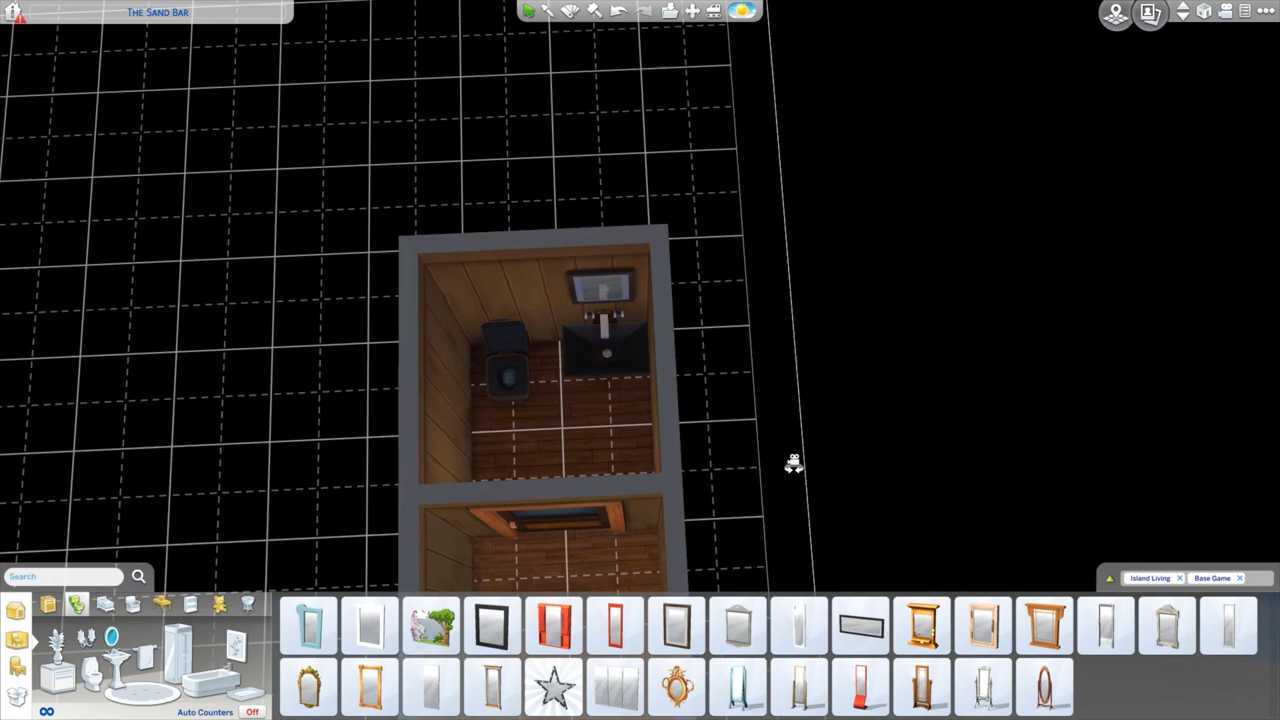 THE SAND BAR
Island Living
Base Game
Search
Auto Counters
Off